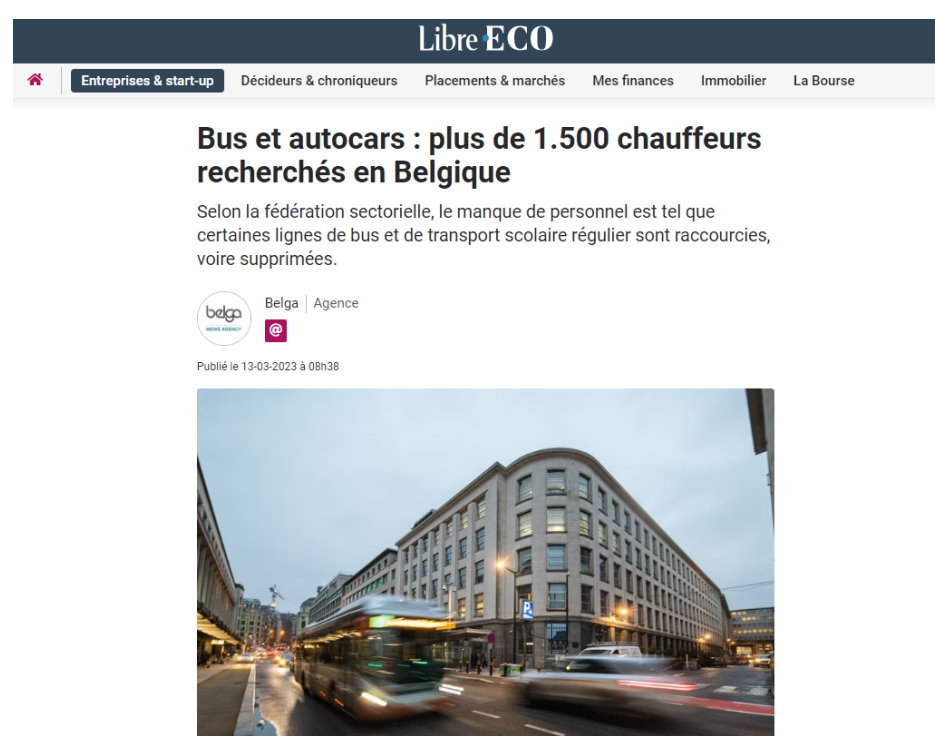 Libre ECO
Entreprises & start-up Décideurs & chroniqueurs Placements & marchés Mes finances Immobilier La Bourse
Bus et autocars : plus de 1.500 chauffeurs
recherchés en Belgique
Selon la fédération sectorielle, le manque de personnel est tel que
certaines lignes de bus et de transport scolaire régulier sont raccourcies,
voire supprimées.
belga
NEWS AGENCY
Belga | Agence
@
Publié le 13-03-2023 à 08h38
P